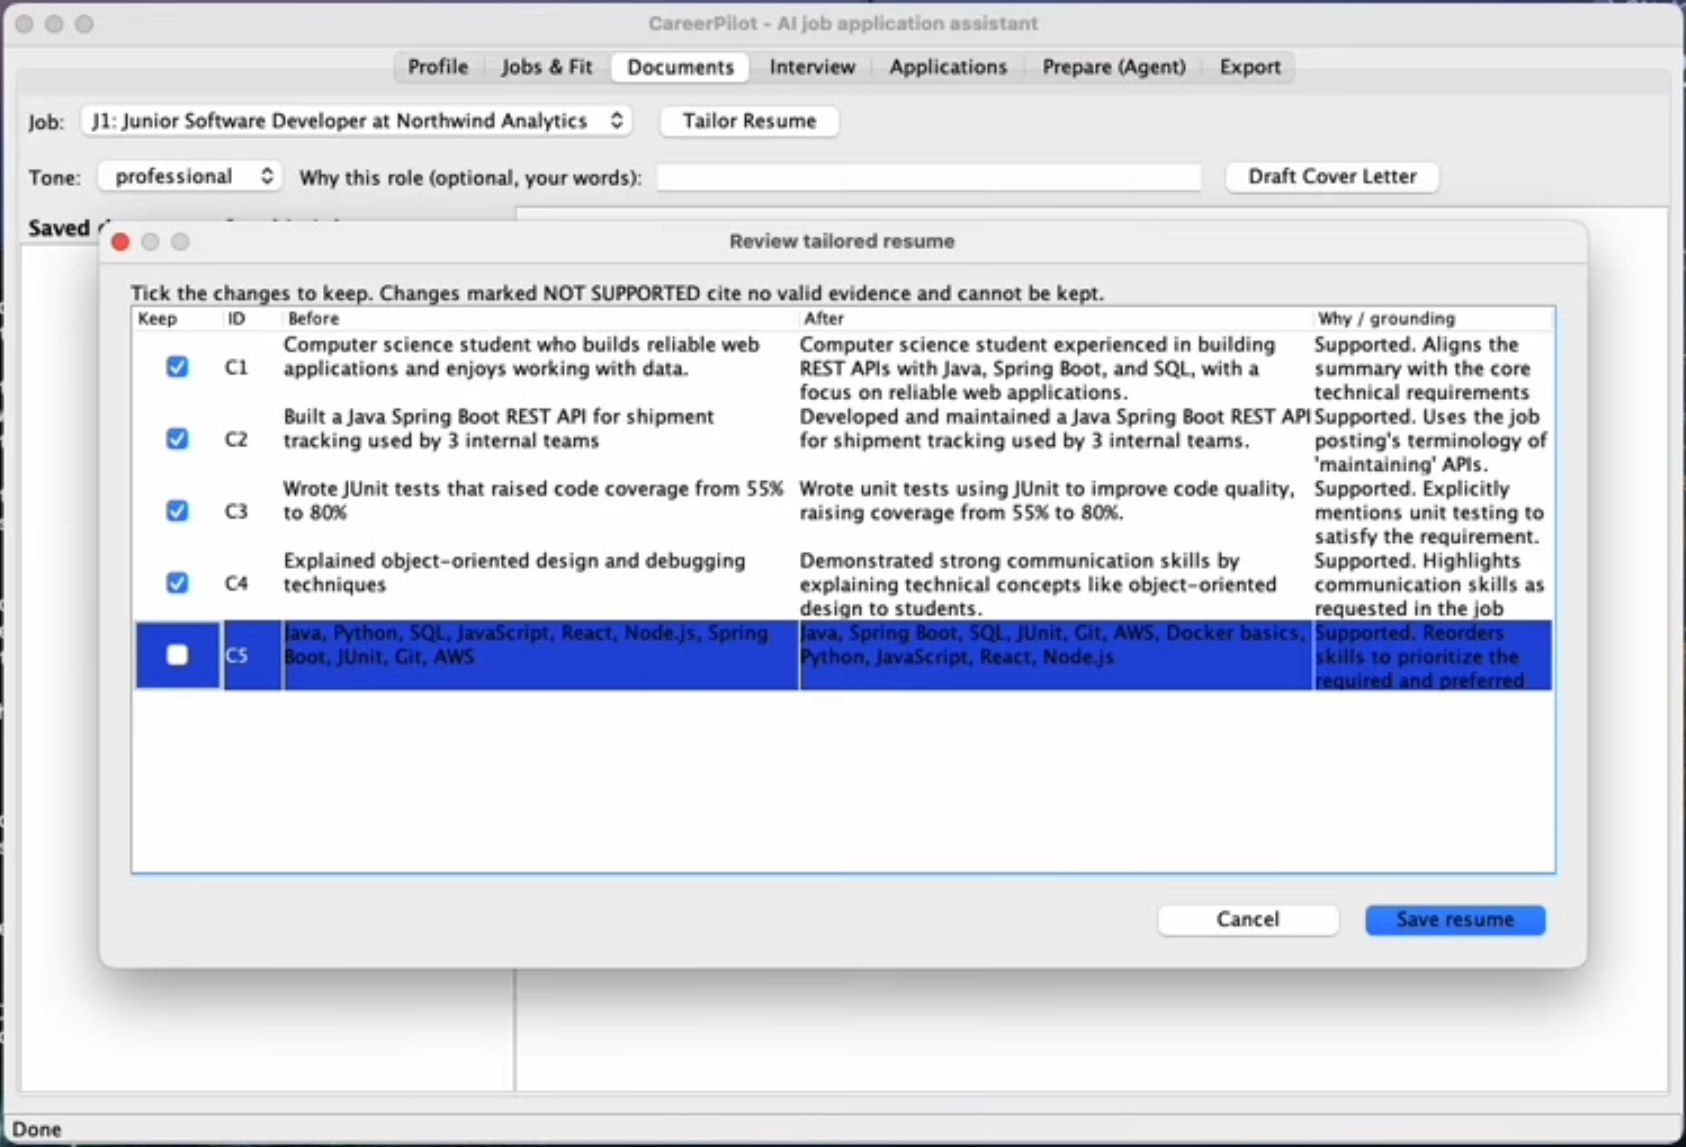 CareerPilot - AI job application assistant
Profile Jobs & Fit Documents Interview Applications Prepare (Agent) Export
Job: J1: Junior Software Developer at Northwind Analytics Tailor Resume
Tone: professional Why this role (optional, your words): Draft Cover Letter
Saved
Review tailored resume
Tick the changes to keep. Changes marked NOT SUPPORTED cite no valid evidence and cannot be kept.
Keep ID Before After Why / grounding
C1
Computer science student who builds reliable web
applications and enjoys working with data.
Computer science student experienced in building
REST APIs with Java, Spring Boot, and SQL, with a
focus on reliable web applications.
Supported. Aligns the
summary with the core
technical requirements
C2
Built a Java Spring Boot REST API for shipment
tracking used by 3 internal teams
Developed and maintained a Java Spring Boot REST API
for shipment tracking used by 3 internal teams.
Supported. Uses the job
posting's terminology of
'maintaining' APIs.
C3
Wrote JUnit tests that raised code coverage from 55%
to 80%
Wrote unit tests using JUnit to improve code quality,
raising coverage from 55% to 80%.
Supported. Explicitly
mentions unit testing to
satisfy the requirement.
C4
Explained object-oriented design and debugging
techniques
Demonstrated strong communication skills by
explaining technical concepts like object-oriented
design to students.
Supported. Highlights
communication skills as
requested in the job
C5
Java, Python, SQL, JavaScript, React, Node.js, Spring
Boot, JUnit, Git, AWS
Java, Spring Boot, SQL, JUnit, Git, AWS, Docker basics,
Python, JavaScript, React, Node.js
Supported. Reorders
skills to prioritize the
required and preferred
Cancel Save resume
Done